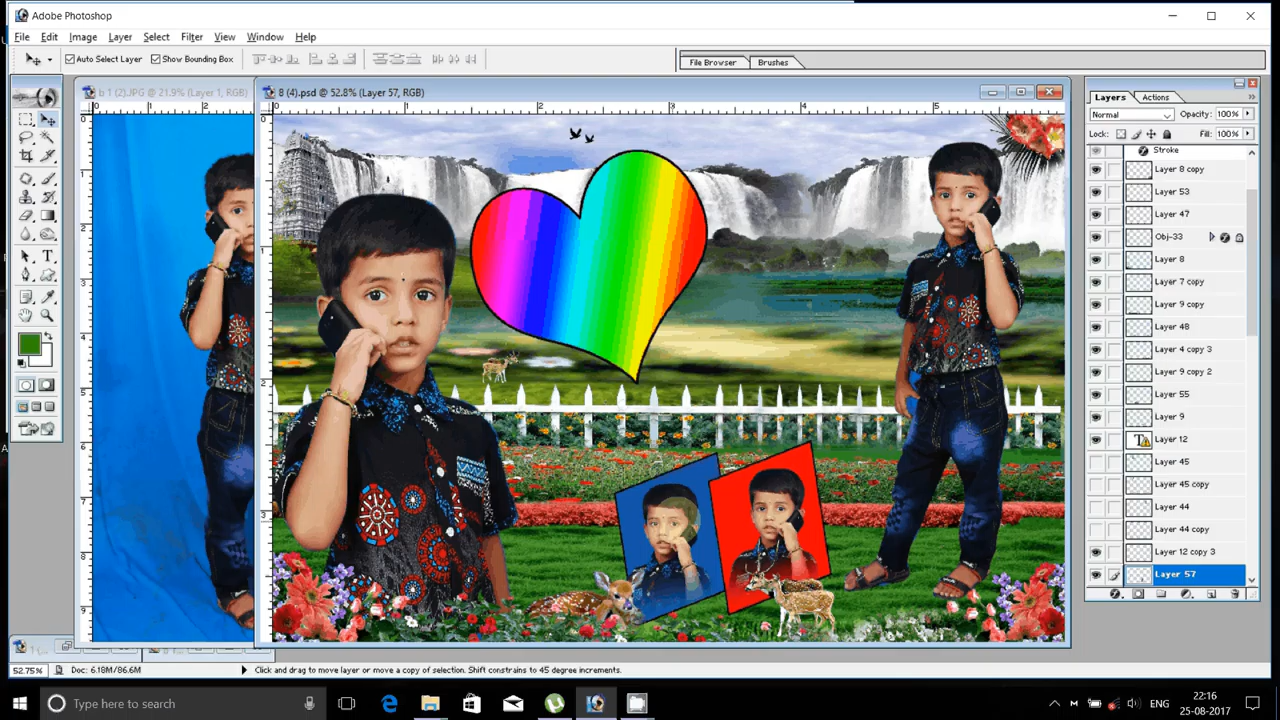 Adobe Photoshop
File Edit Image Layer Select Filter View Window Help
Auto Select Layer Show Bounding Box
File Browser Brushes
b 1 (2).JPG @ 21.9% (Layer 1, RGB)
8 (4).psd @ 52.8% (Layer 57, RGB)
Layers Actions
Normal Opacity: 100%
Lock: Fill: 100%
Stroke
Layer 8 copy
Layer 53
Layer 47
Obj-33
Layer 8
Layer 7 copy
Layer 9 copy
Layer 48
Layer 4 copy 3
Layer 9 copy 2
Layer 55
Layer 9
Layer 12
Layer 45
Layer 45 copy
Layer 44
Layer 44 copy
Layer 12 copy 3
Layer 57
52.75% Doc: 6.18M/86.6M Click and drag to move layer or move a copy of selection. Shift constrains to 45 degree increments.
Type here to search
ENG
22:16
25-08-2017